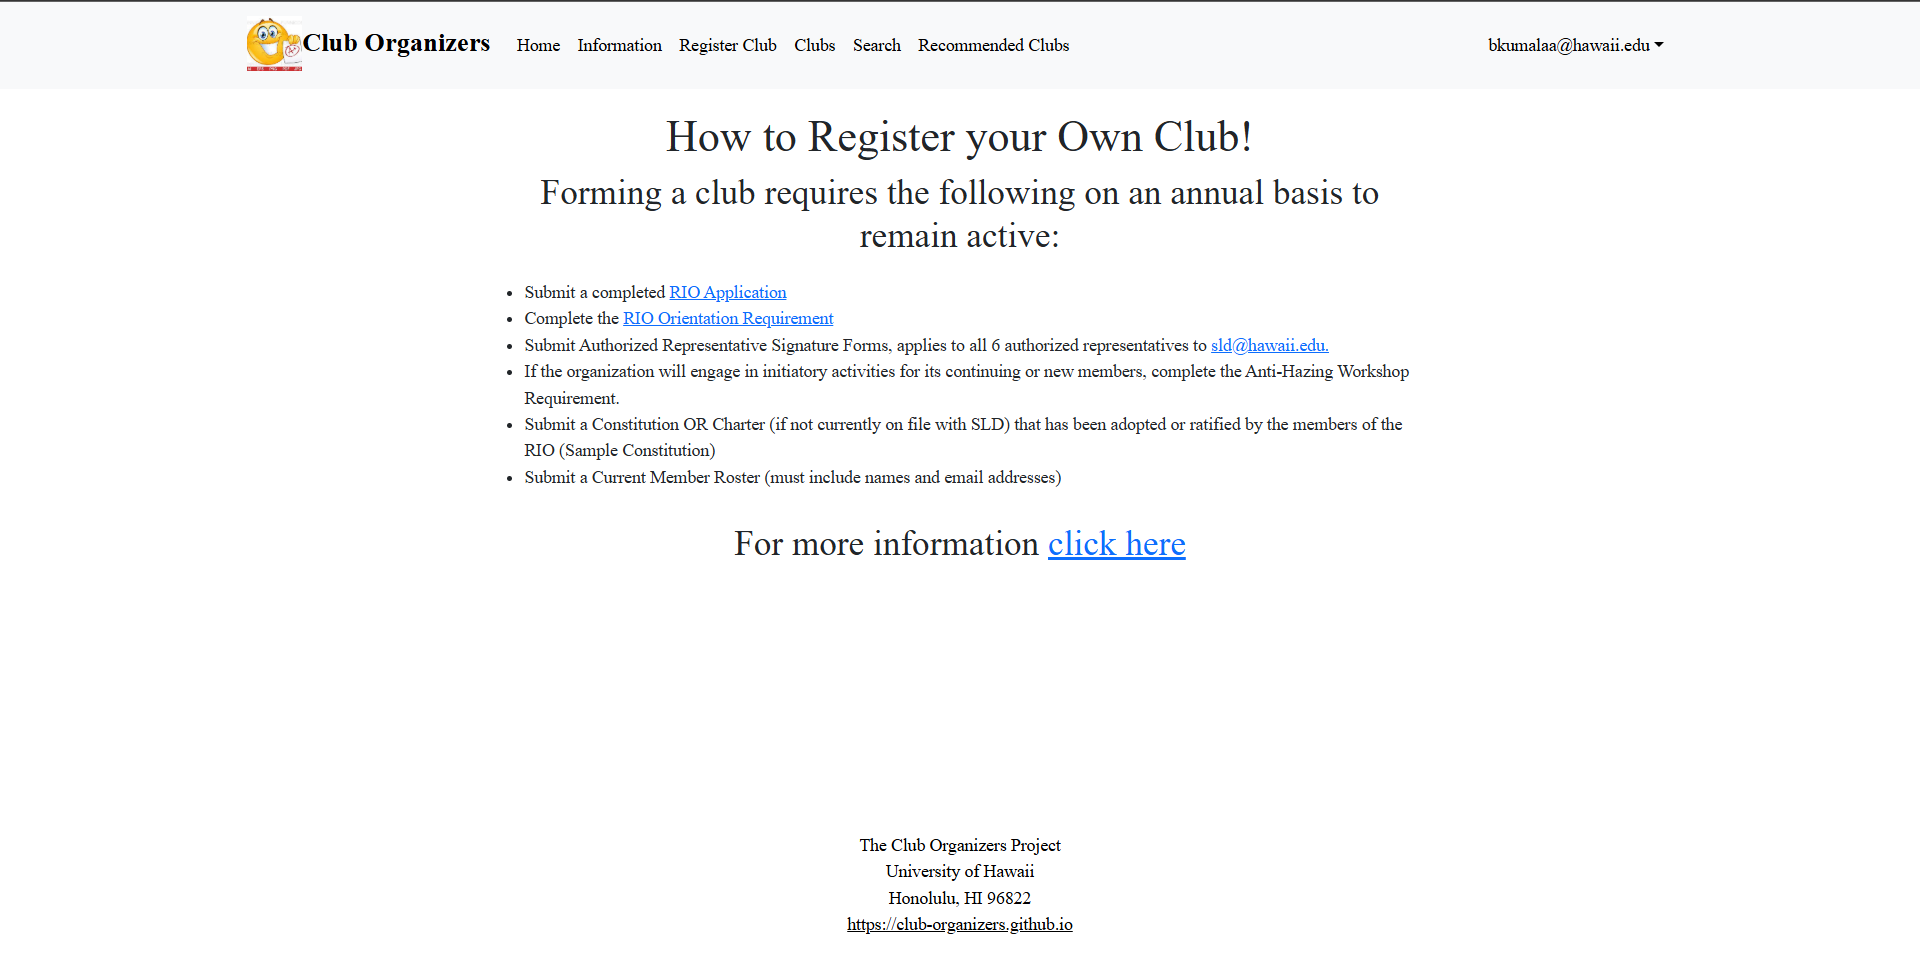 Club Organizers Home Information Register Club Clubs Search Recommended Clubs bkumalaa@hawaii.edu
How to Register your Own Club!
Forming a club requires the following on an annual basis to
remain active:
Submit a completed RIO Application
Complete the RIO Orientation Requirement
Submit Authorized Representative Signature Forms, applies to all 6 authorized representatives to sld@hawaii.edu.
If the organization will engage in initiatory activities for its continuing or new members, complete the Anti-Hazing Workshop
Requirement.
Submit a Constitution OR Charter (if not currently on file with SLD) that has been adopted or ratified by the members of the
RIO (Sample Constitution)
Submit a Current Member Roster (must include names and email addresses)
For more information click here
The Club Organizers Project
University of Hawaii
Honolulu, HI 96822
https://club-organizers.github.io